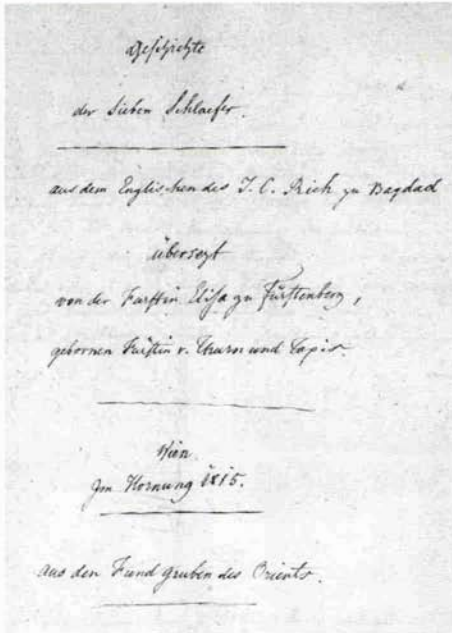 Geschichte
der Sieben Schlaefer.
aus dem Englischen des J. C. Rich zu Bagdad
übersezt
von der Furstin Elisa zu Fürstenberg,
gebornen Fürstin v. Thurn und Taxis.
Wien.
Im Hornung 1815.
aus den Fundgruben des Orients.